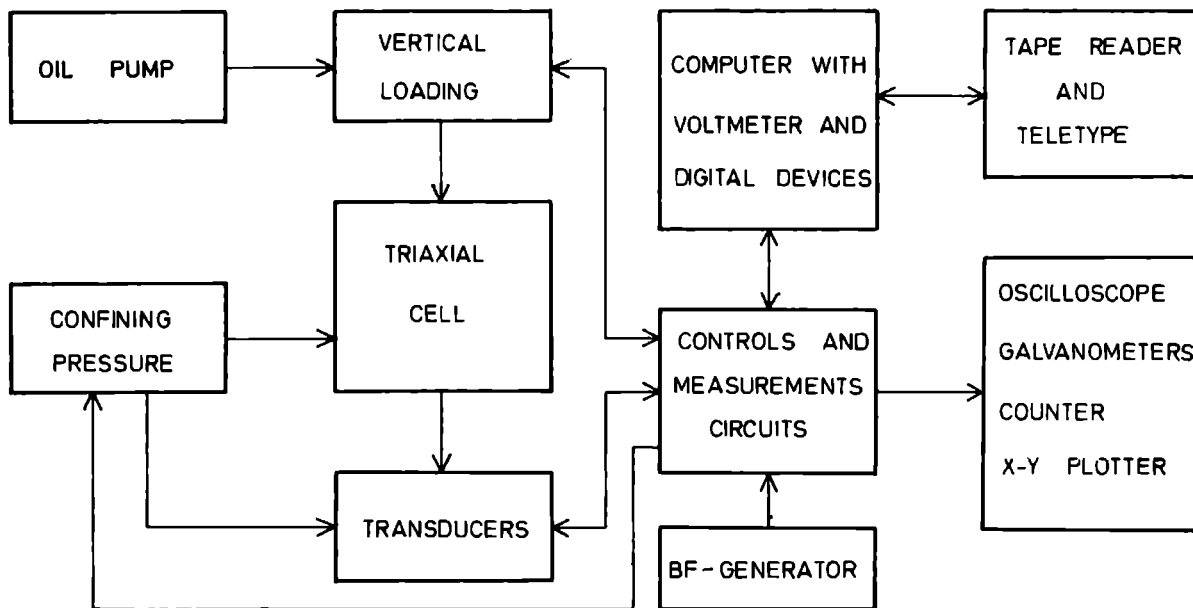 OIL PUMP
VERTICAL
LOADING
COMPUTER WITH
VOLTMETER AND
DIGITAL DEVICES
TAPE READER
AND
TELETYPE
TRIAXIAL
CELL
CONFINING
PRESSURE
CONTROLS AND
MEASUREMENTS
CIRCUITS
OSCILLOSCOPE
GALVANOMETERS
COUNTER
X-Y PLOTTER
TRANSDUCERS
BF-GENERATOR